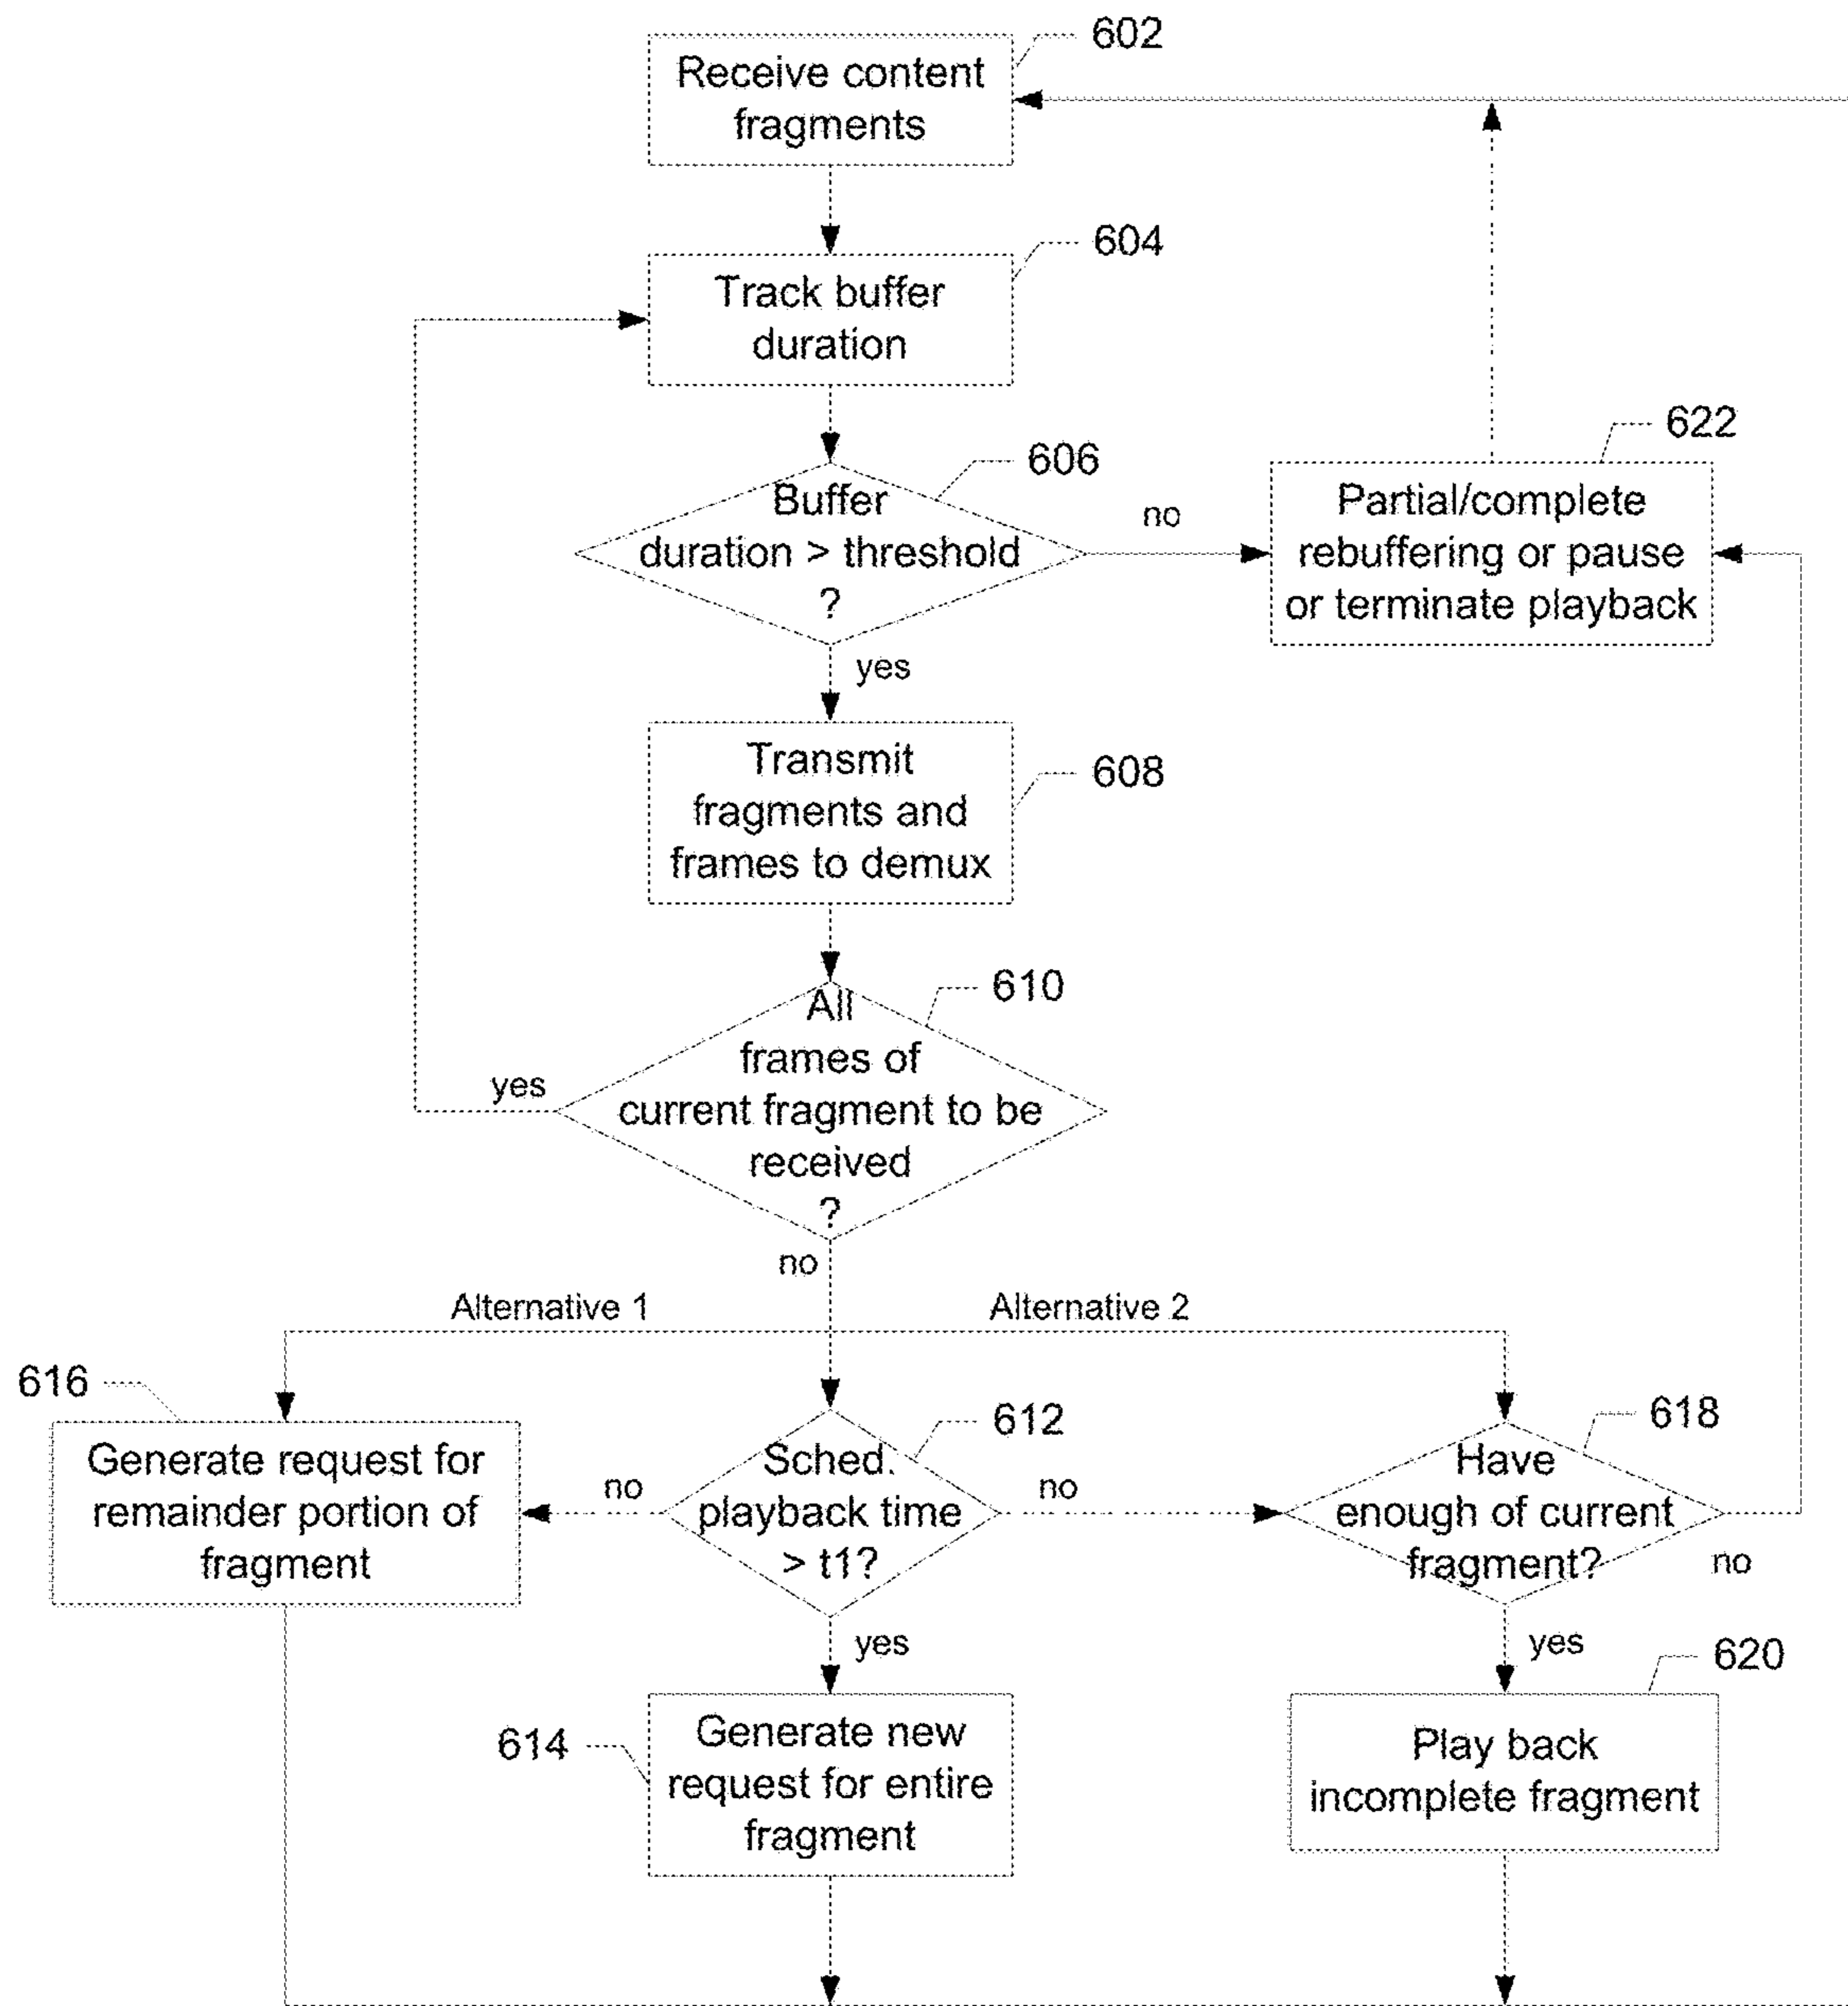 602
Receive content
fragments
604
Track buffer
duration
606
Buffer
duration > threshold
?
no
622
Partial/complete
rebuffering or pause
or terminate playback
yes
Transmit
fragments and
frames to demux
608
610
All
frames of
current fragment to be
received
?
yes
no
Alternative 1
Alternative 2
616
Generate request for
remainder portion of
fragment
no
612
Sched.
playback time
> t1?
no
618
Have
enough of current
fragment?
no
yes
yes
614
Generate new
request for entire
fragment
620
Play back
incomplete fragment